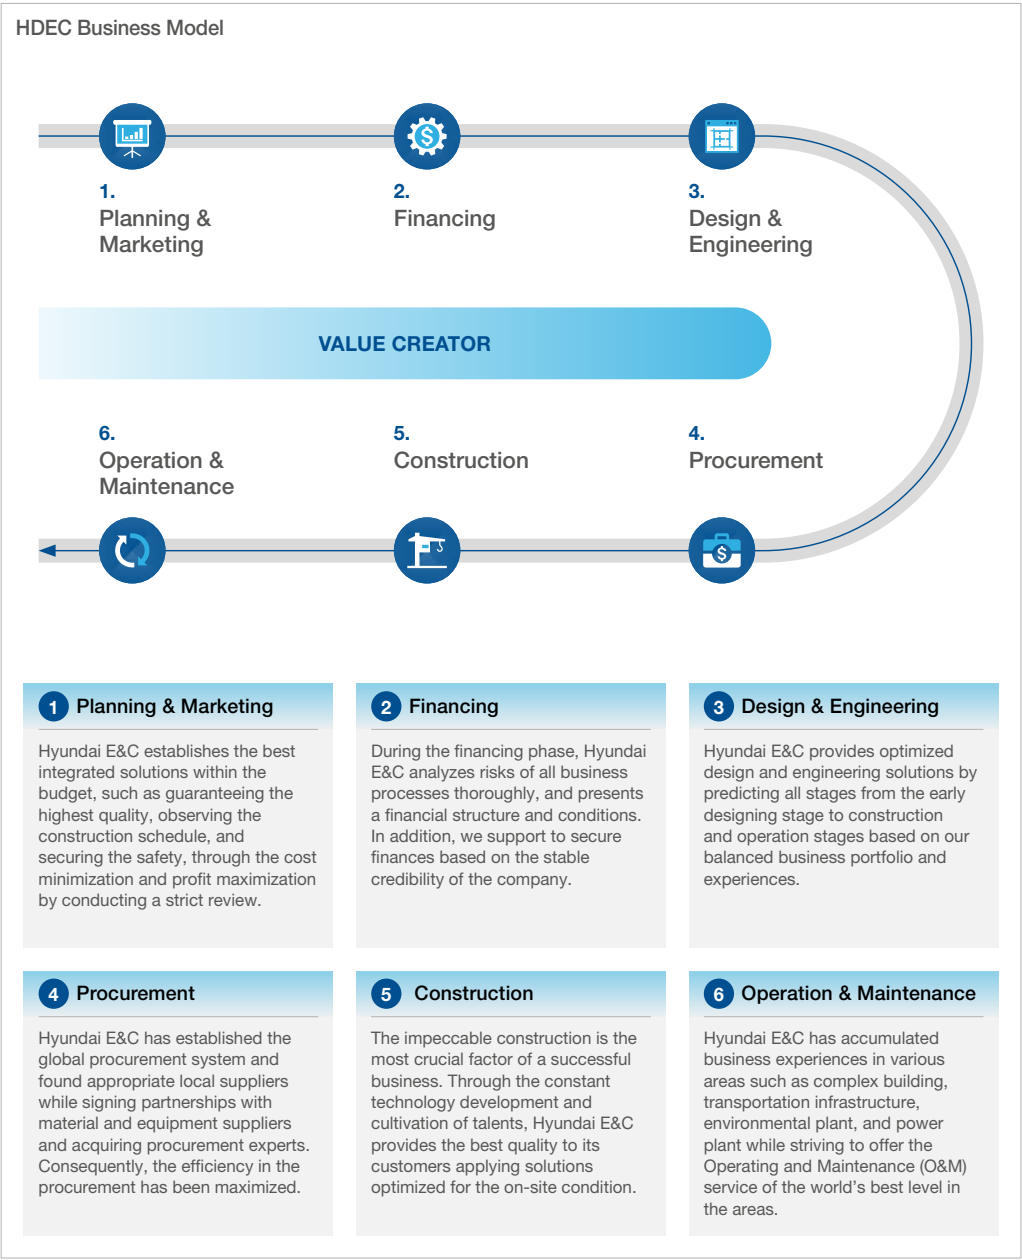 HDEC Business Model
1.
Planning &
Marketing
2.
Financing
3.
Design &
Engineering
VALUE CREATOR
6.
Operation &
Maintenance
5.
Construction
4.
Procurement
1 Planning & Marketing
Hyundai E&C establishes the best
integrated solutions within the
budget, such as guaranteeing the
highest quality, observing the
construction schedule, and
securing the safety, through the cost
minimization and profit maximization
by conducting a strict review.
2 Financing
During the financing phase, Hyundai
E&C analyzes risks of all business
processes thoroughly, and presents
a financial structure and conditions.
In addition, we support to secure
finances based on the stable
credibility of the company.
3 Design & Engineering
Hyundai E&C provides optimized
design and engineering solutions by
predicting all stages from the early
designing stage to construction
and operation stages based on our
balanced business portfolio and
experiences.
4 Procurement
Hyundai E&C has established the
global procurement system and
found appropriate local suppliers
while signing partnerships with
material and equipment suppliers
and acquiring procurement experts.
Consequently, the efficiency in the
procurement has been maximized.
5 Construction
The impeccable construction is the
most crucial factor of a successful
business. Through the constant
technology development and
cultivation of talents, Hyundai E&C
provides the best quality to its
customers applying solutions
optimized for the on-site condition.
6 Operation & Maintenance
Hyundai E&C has accumulated
business experiences in various
areas such as complex building,
transportation infrastructure,
environmental plant, and power
plant while striving to offer the
Operating and Maintenance (O&M)
service of the world's best level in
the areas.